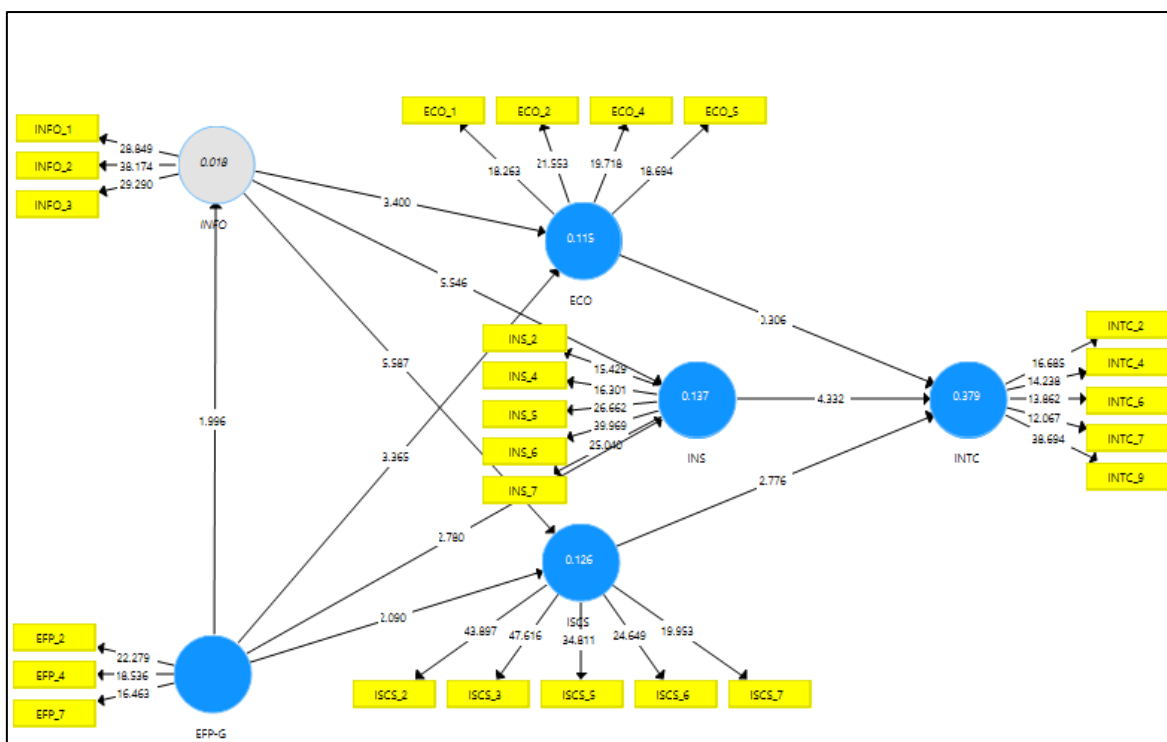 ECO_1
ECO_2
ECO_4
ECO_5
INFO_1
INFO_2
INFO_3
28.849
38.174
29.290
0.018
INFO
18.263
21.553
19.718
18.694
3.400
0.115
ECO
5.546
5.587
0.306
INS_2
INS_4
INS_5
INS_6
INS_7
15.429
16.301
26.662
39.969
25.040
0.137
INS
4.332
0.379
INTC
16.685
14.238
13.862
12.067
38.694
INTC_2
INTC_4
INTC_6
INTC_7
INTC_9
1.996
3.365
2.780
2.776
2.090
0.126
ISCS
43.897
47.616
34.811
24.649
19.953
EFP_2
EFP_4
EFP_7
22.279
18.536
16.463
EFP-G
ISCS_2
ISCS_3
ISCS_5
ISCS_6
ISCS_7